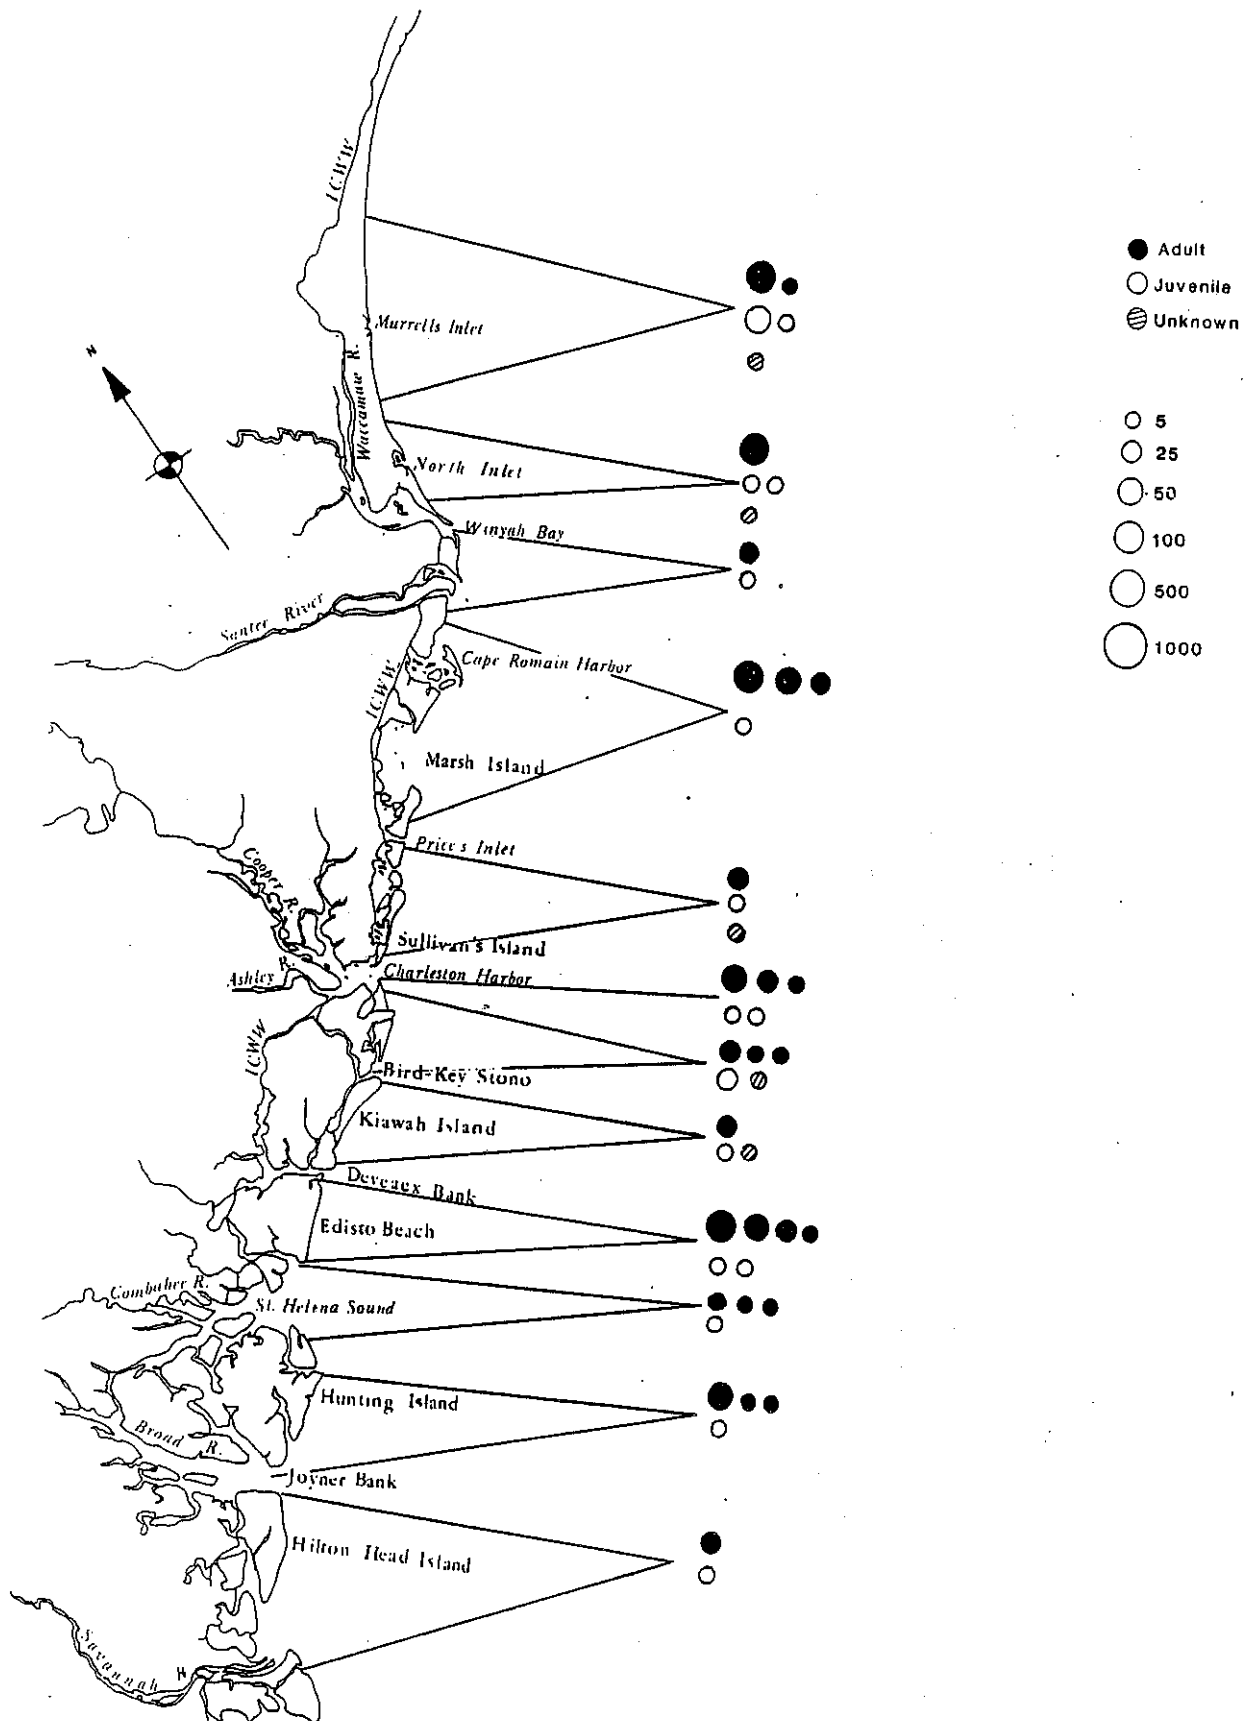 ICWW
Adult
Juvenile
Unknown
Murrells Inlet
N
Waccamaw R.
5
25
50
100
500
1000
North Inlet
Winyah Bay
Santee River
Cape Romain Harbor
ICWW
Marsh Island
Price's Inlet
Cooper R.
Sullivan's Island
Ashley R.
Charleston Harbor
ICWW
Bird Key Stono
Kiawah Island
Deveaux Bank
Edisto Beach
Combahee R.
St. Helena Sound
Hunting Island
Broad R.
Joyner Bank
Hilton Head Island
Savannah R